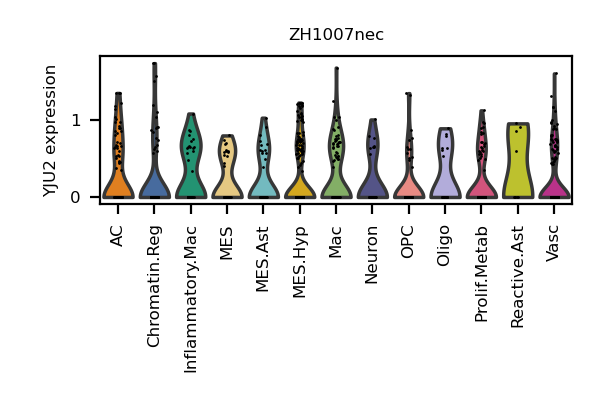 ZH1007nec
YJU2 expression
1
0
AC
Chromatin.Reg
Inflammatory.Mac
MES
MES.Ast
MES.Hyp
Mac
Neuron
OPC
Oligo
Prolif.Metab
Reactive.Ast
Vasc